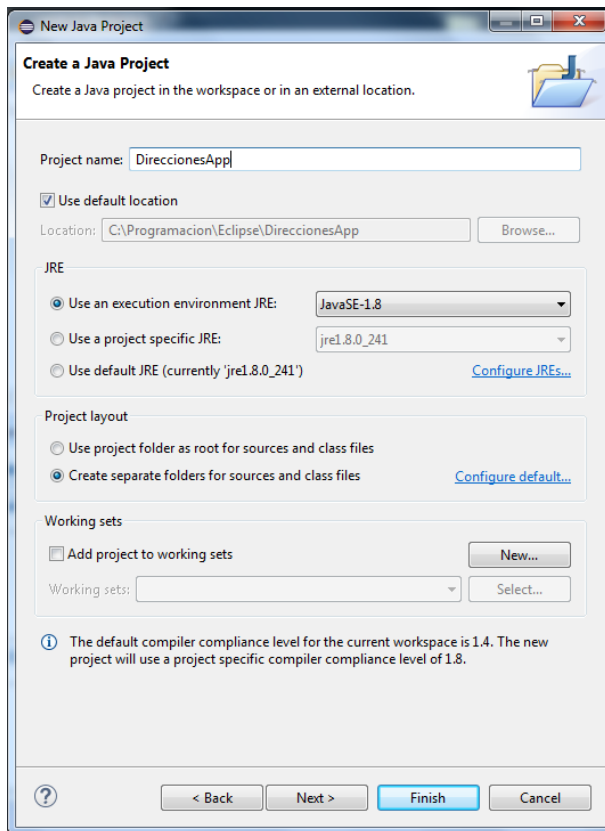 New Java Project
Create a Java Project
Create a Java project in the workspace or in an external location.
Project name: DireccionesApp
Use default location
Location: C:\Programacion\Eclipse\DireccionesApp Browse...
JRE
Use an execution environment JRE: JavaSE-1.8
Use a project specific JRE: jre1.8.0_241
Use default JRE (currently 'jre1.8.0_241') Configure JREs...
Project layout
Use project folder as root for sources and class files
Create separate folders for sources and class files Configure default...
Working sets
Add project to working sets New...
Working sets: Select...
The default compiler compliance level for the current workspace is 1.4. The new
project will use a project specific compiler compliance level of 1.8.
? < Back Next > Finish Cancel